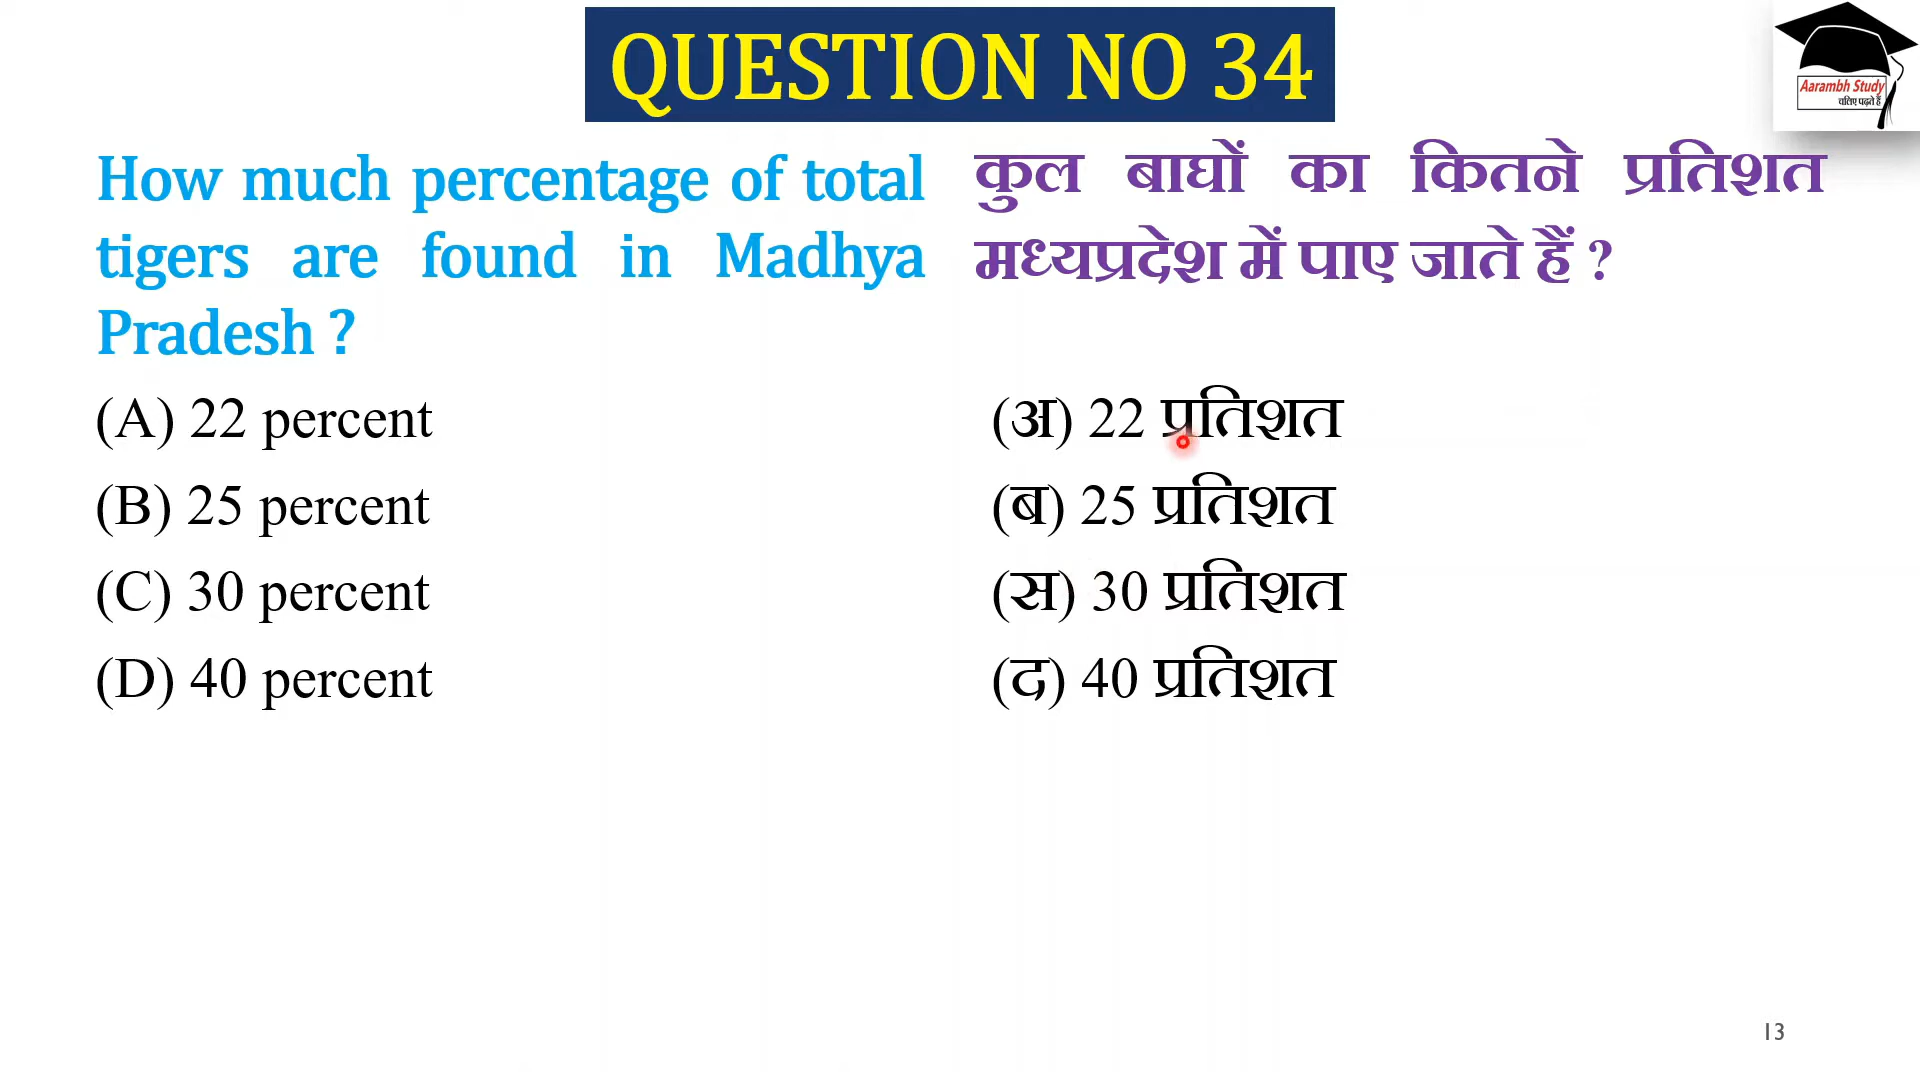 QUESTION NO 34
Aarambh Study
चलिए पढ़ते हैं
How much percentage of total
tigers are found in Madhya
Pradesh ?
(A) 22 percent
(B) 25 percent
(C) 30 percent
(D) 40 percent
कुल बाघों का कितने प्रतिशत
मध्यप्रदेश में पाए जाते हैं ?
(अ) 22 प्रतिशत
(ब) 25 प्रतिशत
(स) 30 प्रतिशत
(द) 40 प्रतिशत
13